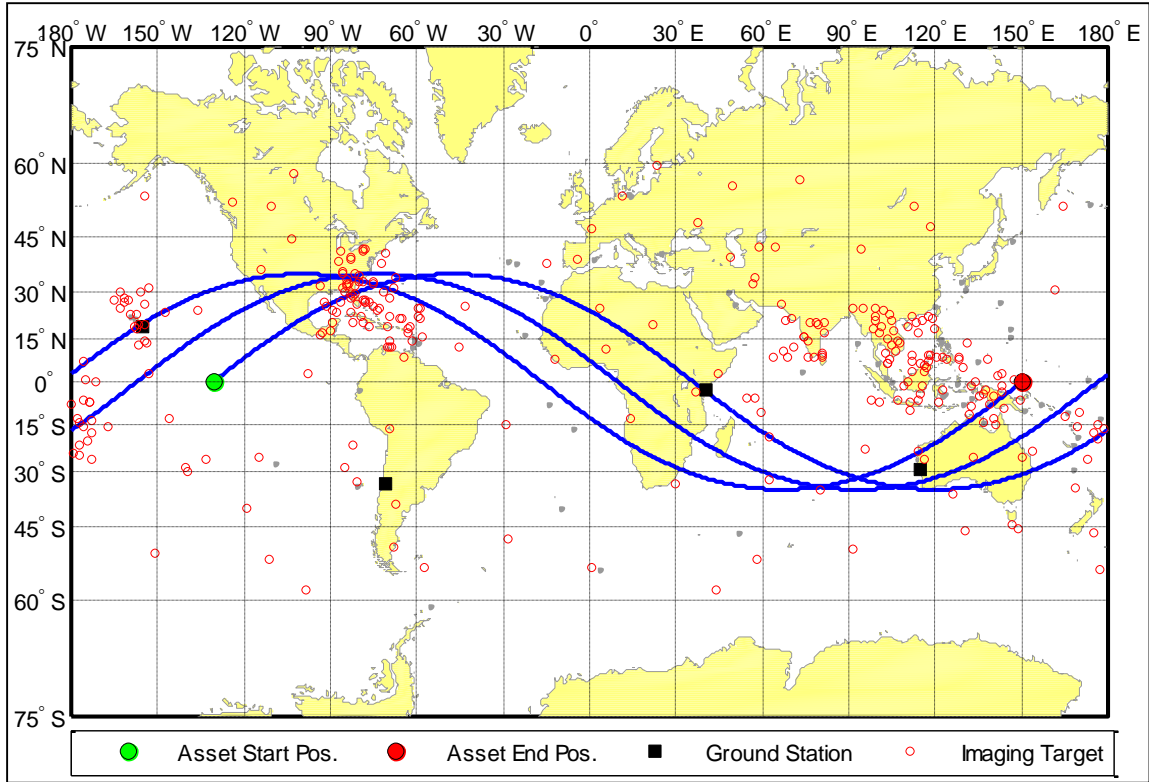 180° W 150° W 120° W 90° W 60° W 30° W 0° 30° E 60° E 90° E 120° E 150° E 180° E
75° N
60° N
45° N
30° N
15° N
0°
15° S
30° S
45° S
60° S
75° S
Asset Start Pos. Asset End Pos. Ground Station Imaging Target